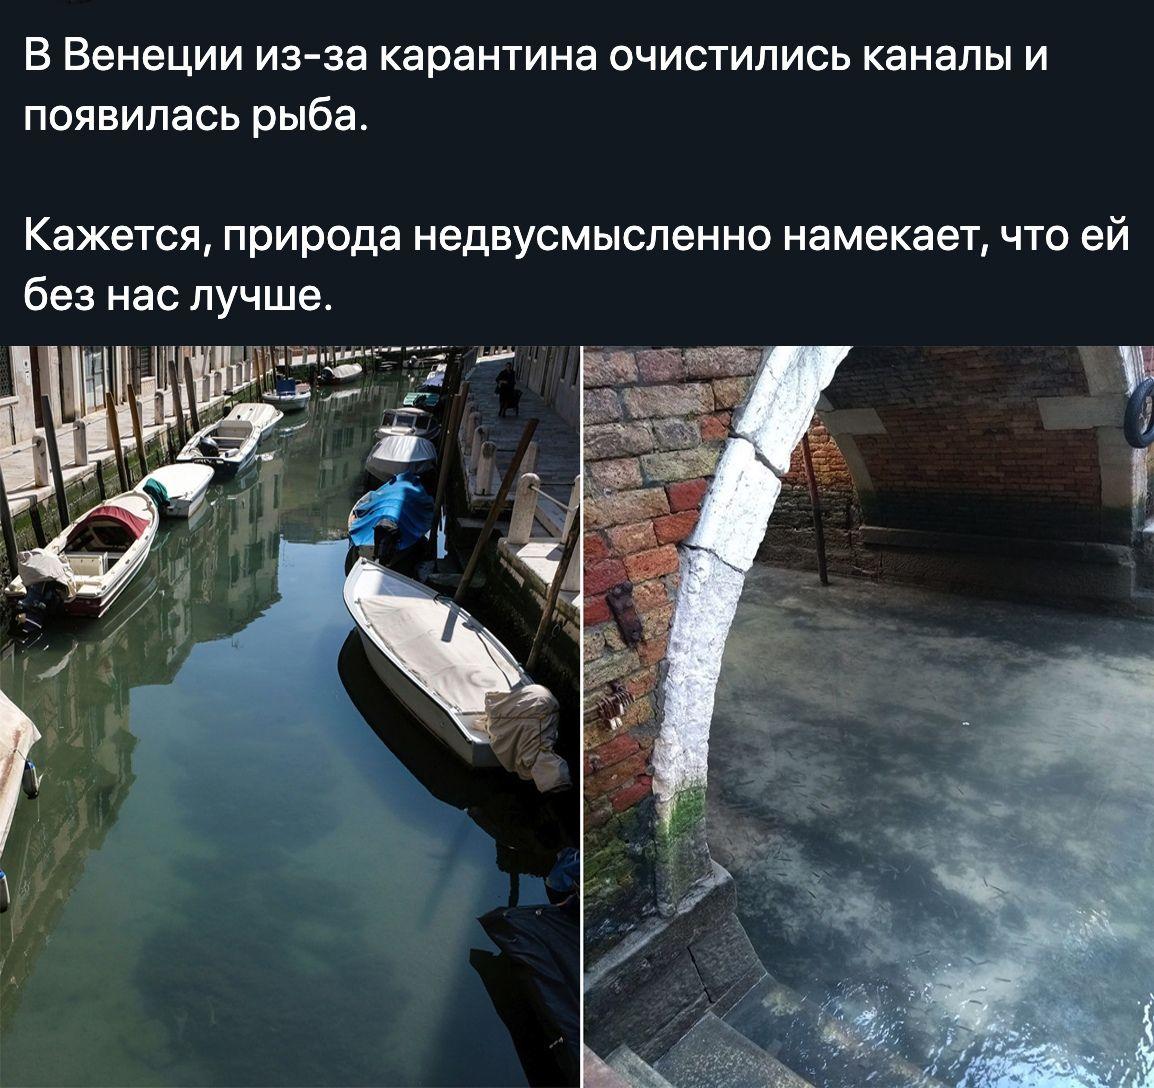 В Венеции из-за карантина очистились каналы и
появилась рыба.
Кажется, природа недвусмысленно намекает, что ей
без нас лучше.